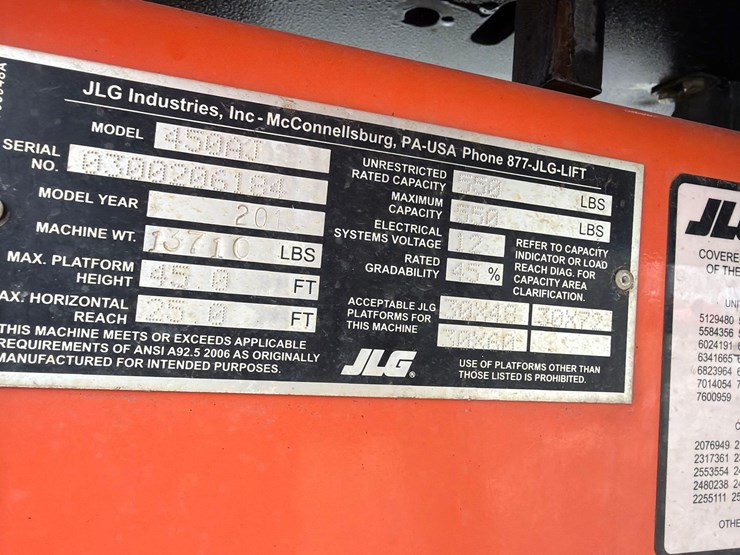 JLG Industries, Inc - McConnellsburg, PA-USA Phone 877-JLG-LIFT
MODEL 450AJ
SERIAL NO. 0300206184
MODEL YEAR 20
MACHINE WT. 13710 LBS
MAX. PLATFORM HEIGHT 45.0 FT
AX. HORIZONTAL REACH 25.0 FT
THIS MACHINE MEETS OR EXCEEDS APPLICABLE
REQUIREMENTS OF ANSI A92.5 2006 AS ORIGINALLY
MANUFACTURED FOR INTENDED PURPOSES.
UNRESTRICTED RATED CAPACITY 550 LBS
MAXIMUM CAPACITY 550 LBS
ELECTRICAL SYSTEMS VOLTAGE 12
RATED GRADABILITY 45 %
REFER TO CAPACITY
INDICATOR OR LOAD
REACH DIAG. FOR
CAPACITY AREA
CLARIFICATION.
ACCEPTABLE JLG
PLATFORMS FOR
THIS MACHINE
30X48 30X72
JLG
USE OF PLATFORMS OTHER THAN
THOSE LISTED IS PROHIBITED.
JL
COVERE
OF THE
UNI
5129480
5584356
6024191
6341665
6823964
7014054
7600959
2076949
2317361
2553554
2480238
2255111
OTHE